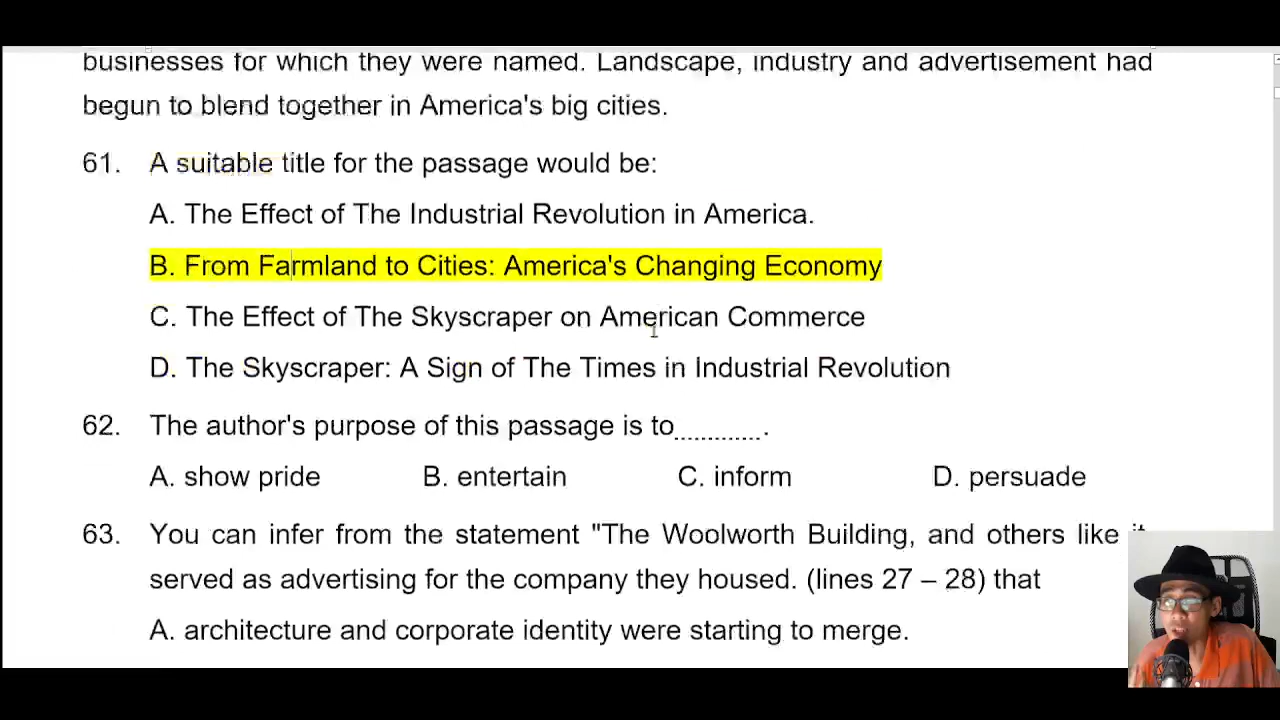 businesses for which they were named. Landscape, industry and advertisement had
begun to blend together in America's big cities.
61. A suitable title for the passage would be:
A. The Effect of The Industrial Revolution in America.
B. From Farmland to Cities: America's Changing Economy
C. The Effect of The Skyscraper on American Commerce
D. The Skyscraper: A Sign of The Times in Industrial Revolution
62. The author's purpose of this passage is to.............
A. show pride B. entertain C. inform D. persuade
63. You can infer from the statement "The Woolworth Building, and others like it
served as advertising for the company they housed. (lines 27 – 28) that
A. architecture and corporate identity were starting to merge.